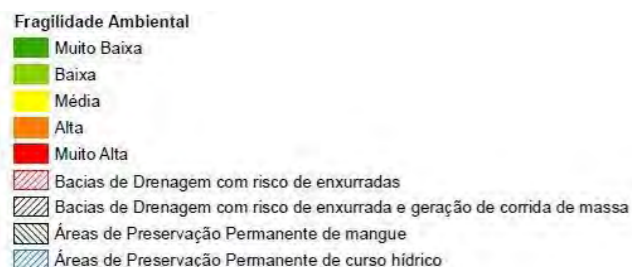 Fragilidade Ambiental
Muito Baixa
Baixa
Média
Alta
Muito Alta
Bacias de Drenagem com risco de enxurradas
Bacias de Drenagem com risco de enxurrada e geração de corrida de massa
Áreas de Preservação Permanente de mangue
Áreas de Preservação Permanente de curso hídrico